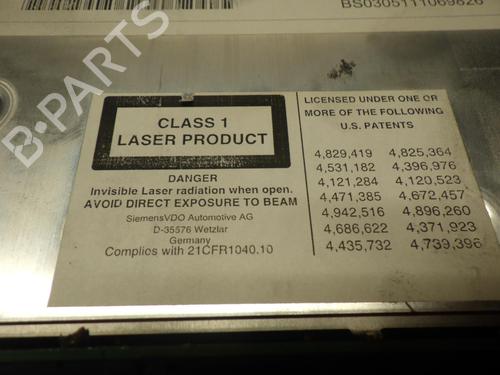 BS0305111069826
B-PARTS
CLASS 1
LASER PRODUCT
DANGER
Invisible Laser radiation when open.
AVOID DIRECT EXPOSURE TO BEAM
SiemensVDO Automotive AG
D-35576 Wetzlar
Germany
Complies with 21CFR1040.10
LICENSED UNDER ONE OR
MORE OF THE FOLLOWING
U.S. PATENTS
4,829,419 4,825,364
4,531,182 4,396,976
4,121,284 4,120,523
4,471,385 4,672,457
4,942,516 4,896,260
4,686,622 4,371,923
4,435,732 4,739,396